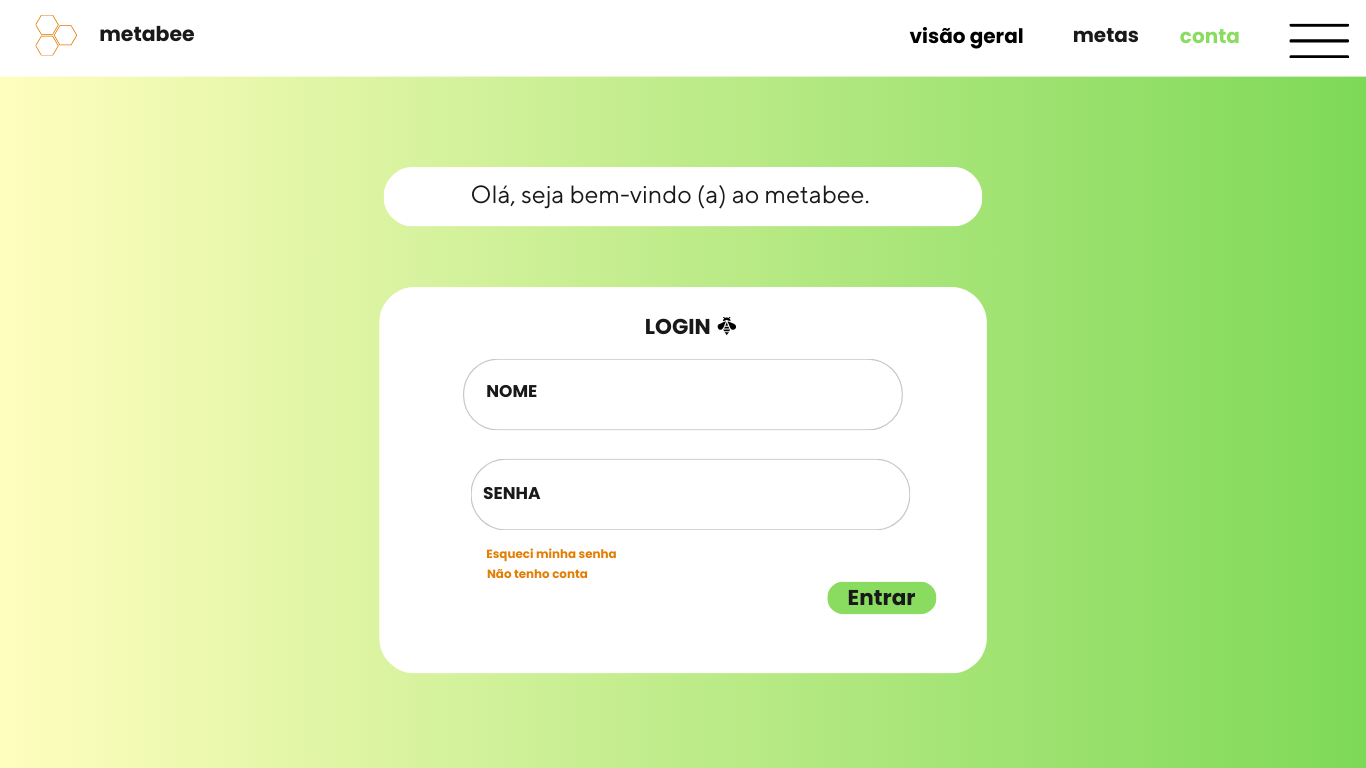 metabee
visão geral
metas
conta
Olá, seja bem-vindo (a) ao metabee.
LOGIN
NOME
SENHA
Esqueci minha senha
Não tenho conta
Entrar